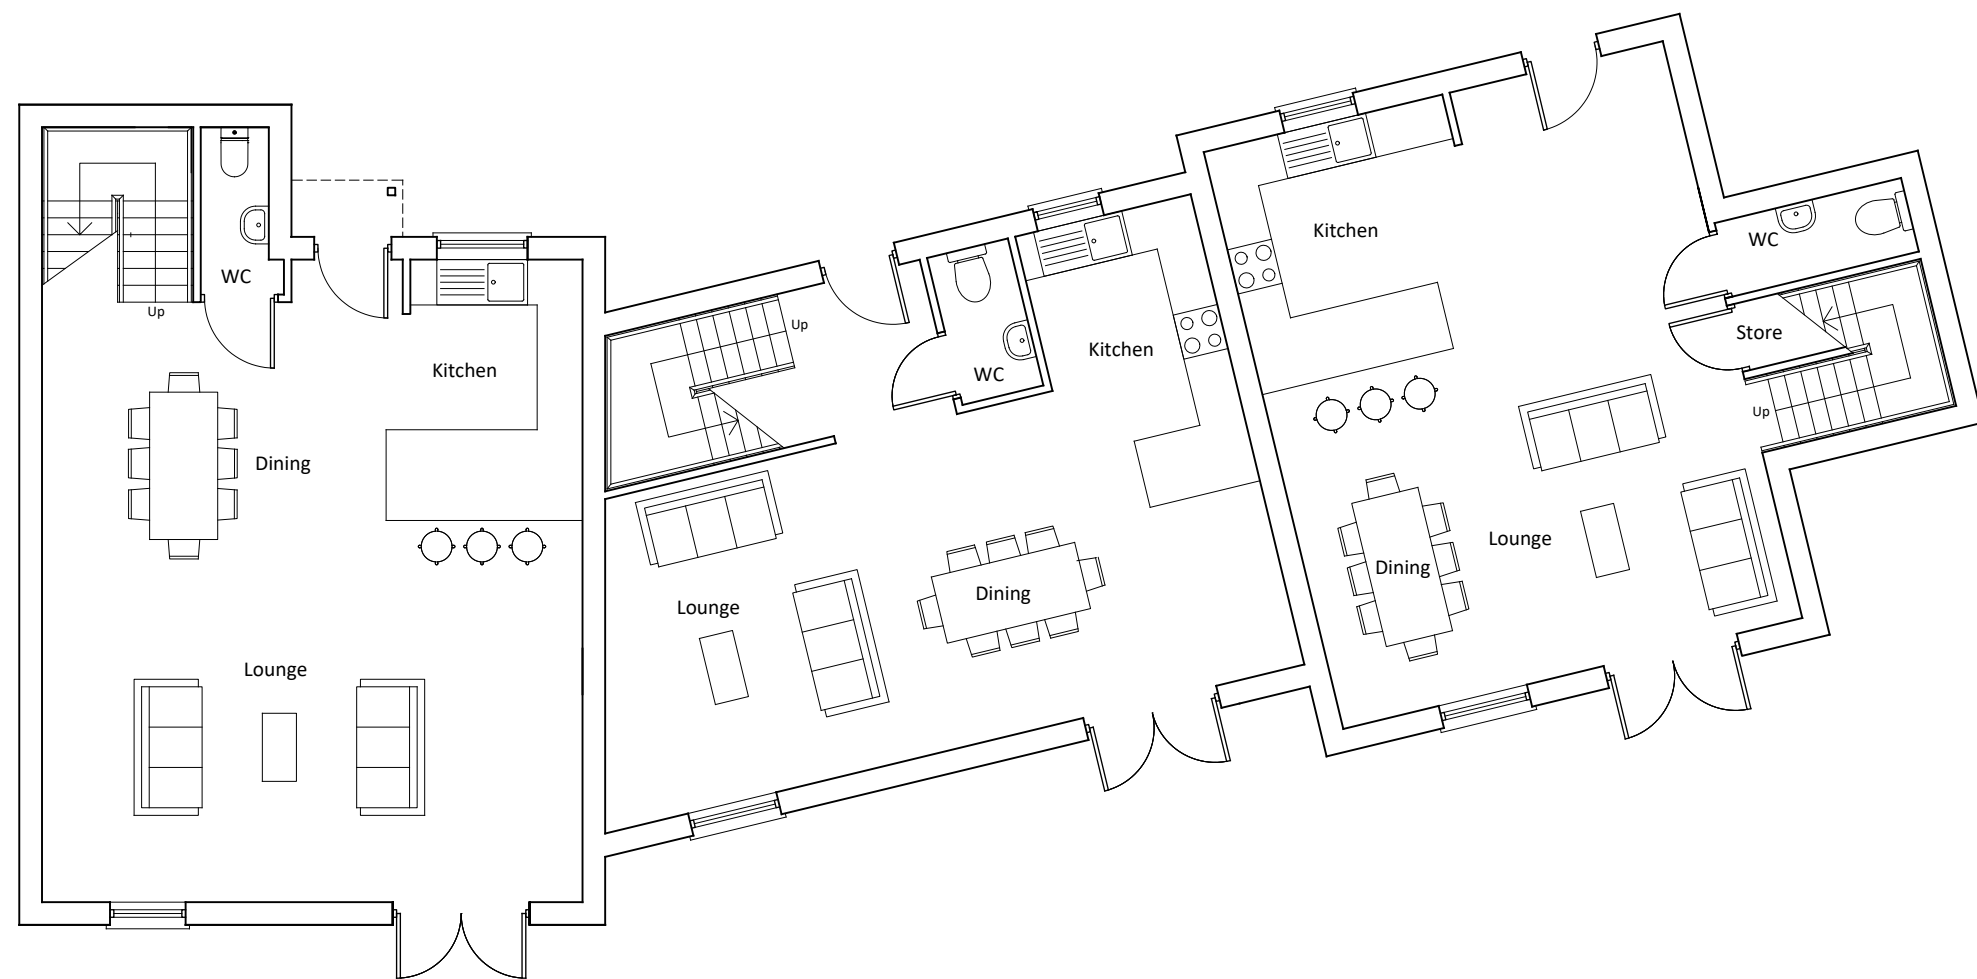 WC
Up
Kitchen
Dining
Lounge
Up
WC
Kitchen
Lounge
Dining
Kitchen
WC
Store
Up
Lounge
Dining